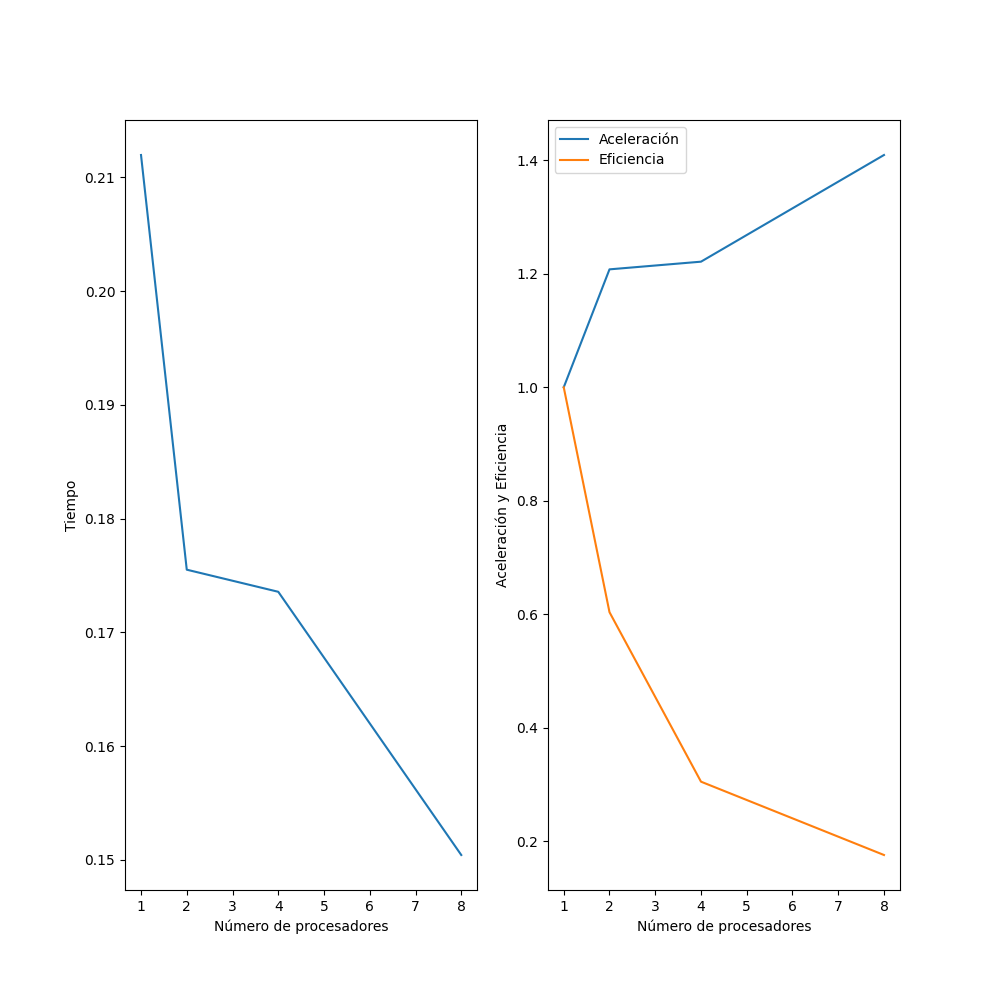 Tiempo
0.21
0.20
0.19
0.18
0.17
0.16
0.15
1 2 3 4 5 6 7 8
Número de procesadores
Aceleración
Eficiencia
Aceleración y Eficiencia
1.4
1.2
1.0
0.8
0.6
0.4
0.2
1 2 3 4 5 6 7 8
Número de procesadores